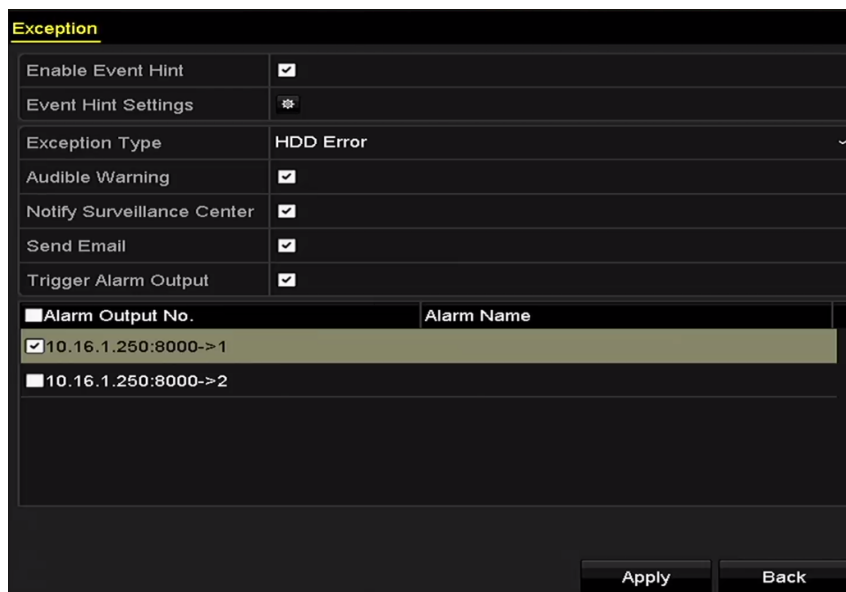 Exception
Enable Event Hint
Event Hint Settings
Exception Type HDD Error
Audible Warning
Notify Surveillance Center
Send Email
Trigger Alarm Output
Alarm Output No. Alarm Name
10.16.1.250:8000->1
10.16.1.250:8000->2
Apply Back